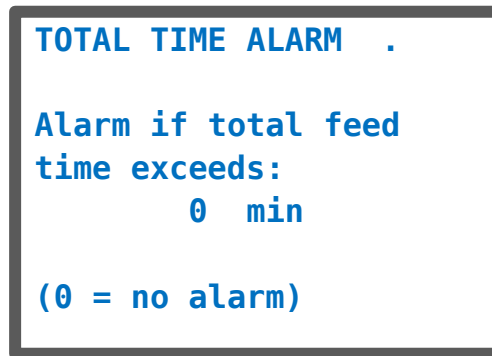 TOTAL TIME ALARM .
Alarm if total feed
time exceeds:
0 min
(0 = no alarm)